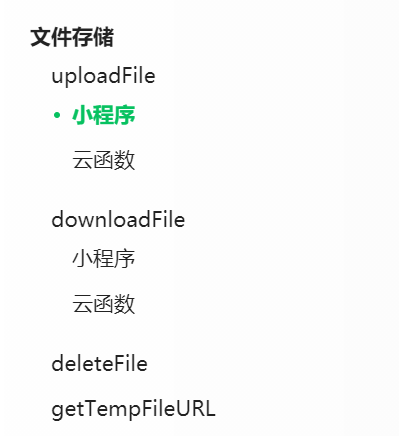 文件存储
uploadFile
• 小程序
云函数
downloadFile
小程序
云函数
deleteFile
getTempFileURL